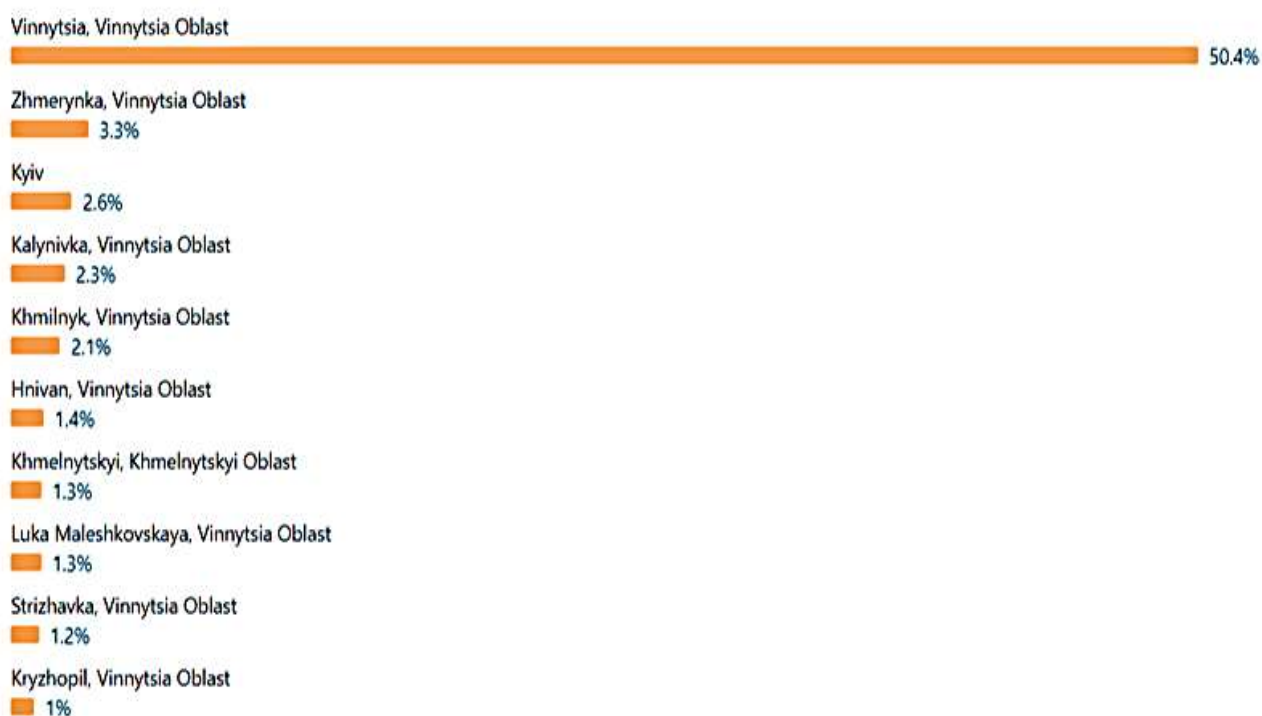 Vinnytsia, Vinnytsia Oblast
50.4%
Zhmerynka, Vinnytsia Oblast
3.3%
Kyiv
2.6%
Kalynivka, Vinnytsia Oblast
2.3%
Khmilnyk, Vinnytsia Oblast
2.1%
Hnivan, Vinnytsia Oblast
1.4%
Khmelnytskyi, Khmelnytskyi Oblast
1.3%
Luka Maleshkovskaya, Vinnytsia Oblast
1.3%
Strizhavka, Vinnytsia Oblast
1.2%
Kryzhopil, Vinnytsia Oblast
1%